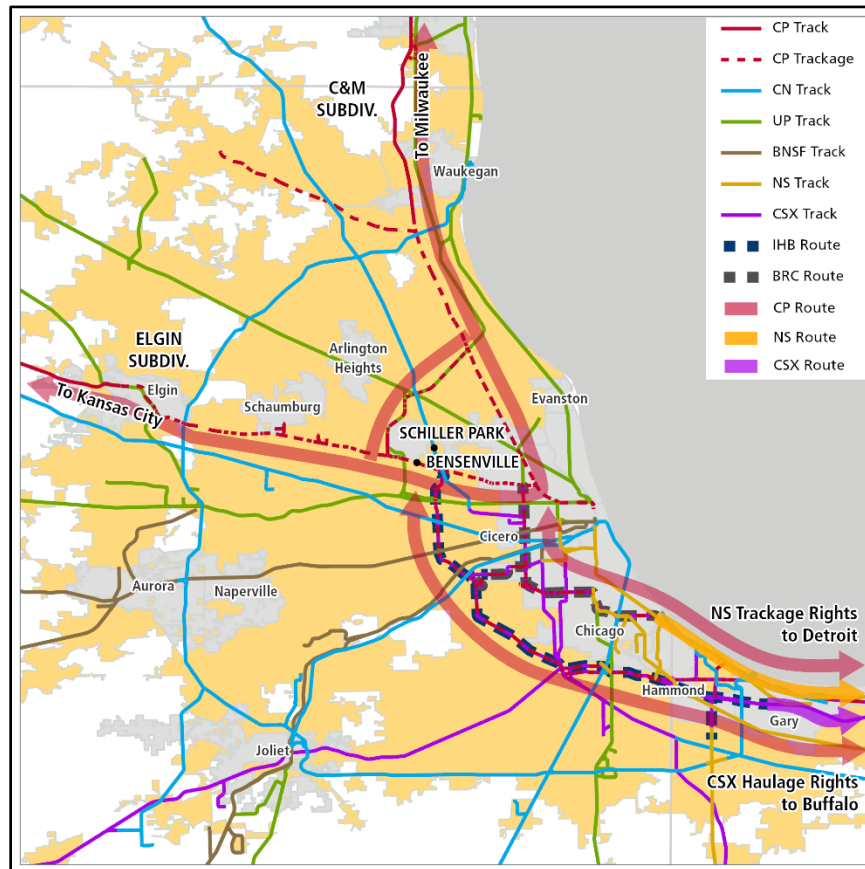 C&M
SUBDIV.
To Milwaukee
Waukegan
CP Track
CP Trackage
CN Track
UP Track
BNSF Track
NS Track
CSX Track
IHB Route
BRC Route
CP Route
NS Route
CSX Route
ELGIN
SUBDIV.
Arlington
Heights
Elgin
To Kansas City
Schaumburg
Evanston
SCHILLER PARK
BENSENVILLE
Cicero
Aurora
Naperville
Chicago
NS Trackage Rights
to Detroit
Hammond
Gary
Joliet
CSX Haulage Rights
to Buffalo